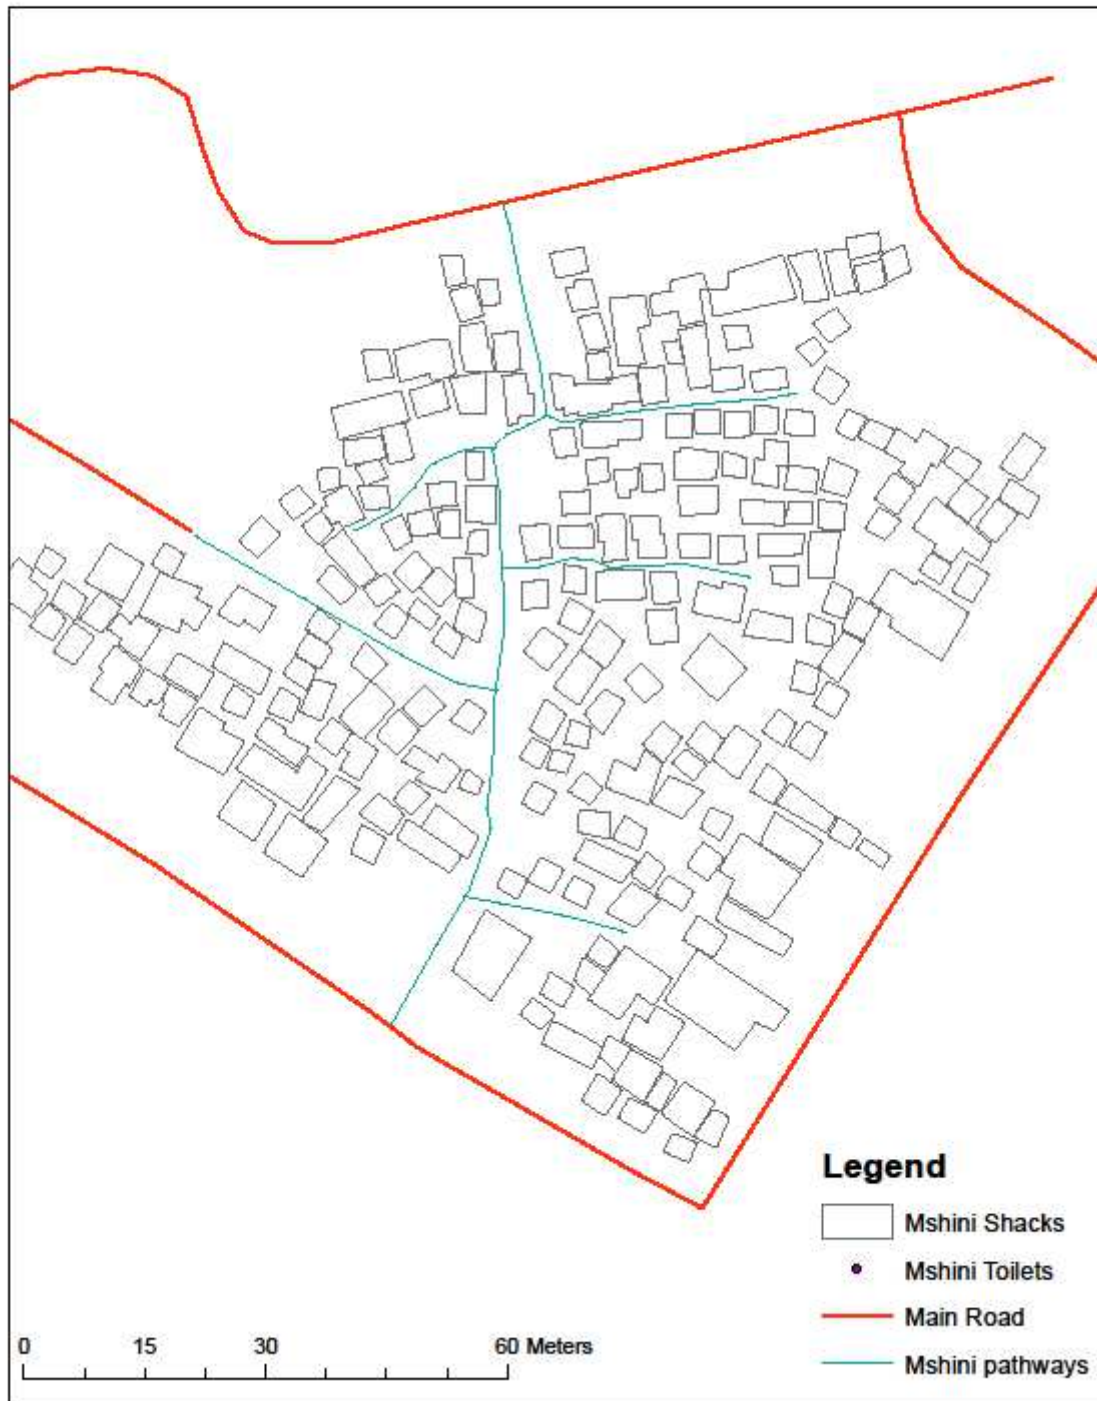 Legend
Mshini Shacks
Mshini Toilets
Main Road
Mshini pathways
0 15 30 60 Meters